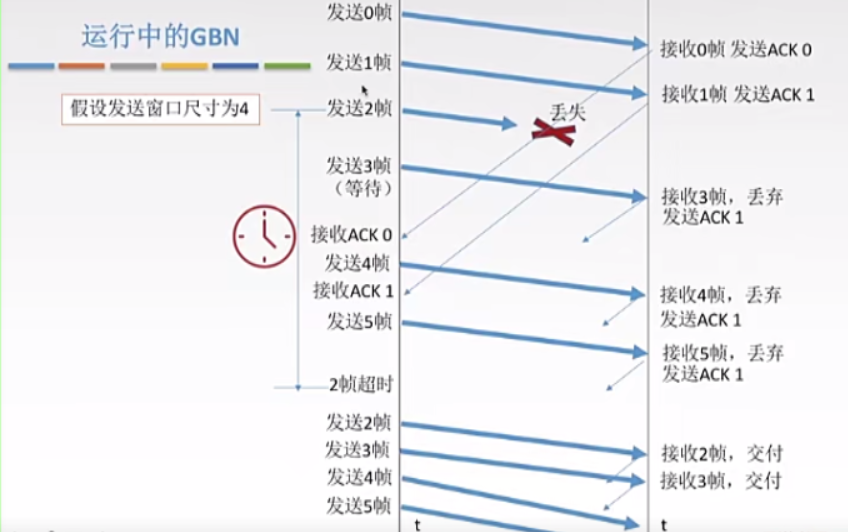 运行中的GBN
假设发送窗口尺寸为4
发送0帧
发送1帧
发送2帧
发送3帧
（等待）
接收ACK 0
发送4帧
接收ACK 1
发送5帧
2帧超时
发送2帧
发送3帧
发送4帧
发送5帧
丢失
接收0帧 发送ACK 0
接收1帧 发送ACK 1
接收3帧，丢弃
发送ACK 1
接收4帧，丢弃
发送ACK 1
接收5帧，丢弃
发送ACK 1
接收2帧，交付
接收3帧，交付
t
t